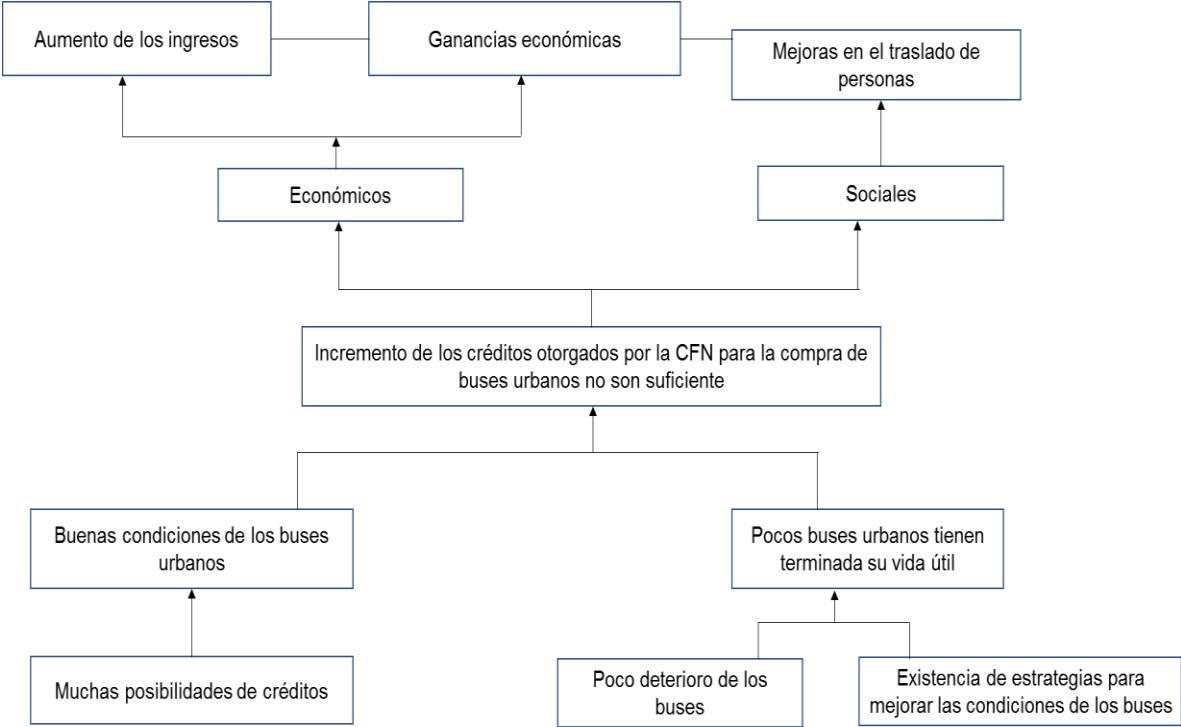 Aumento de los ingresos
Ganancias económicas
Mejoras en el traslado de
personas
Económicos
Sociales
Incremento de los créditos otorgados por la CFN para la compra de
buses urbanos no son suficiente
Buenas condiciones de los buses
urbanos
Pocos buses urbanos tienen
terminada su vida útil
Muchas posibilidades de créditos
Poco deterioro de los
buses
Existencia de estrategias para
mejorar las condiciones de los buses